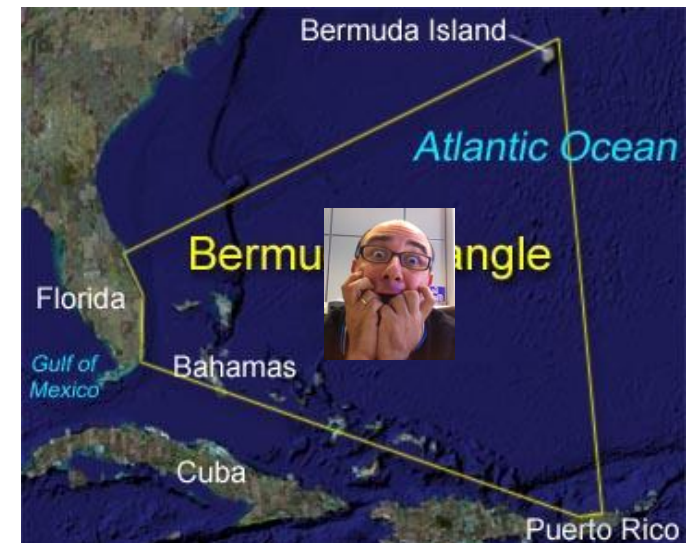 Bermuda Island
Atlantic Ocean
Bermu angle
Florida
Gulf of
Mexico
Bahamas
Cuba
Puerto Rico